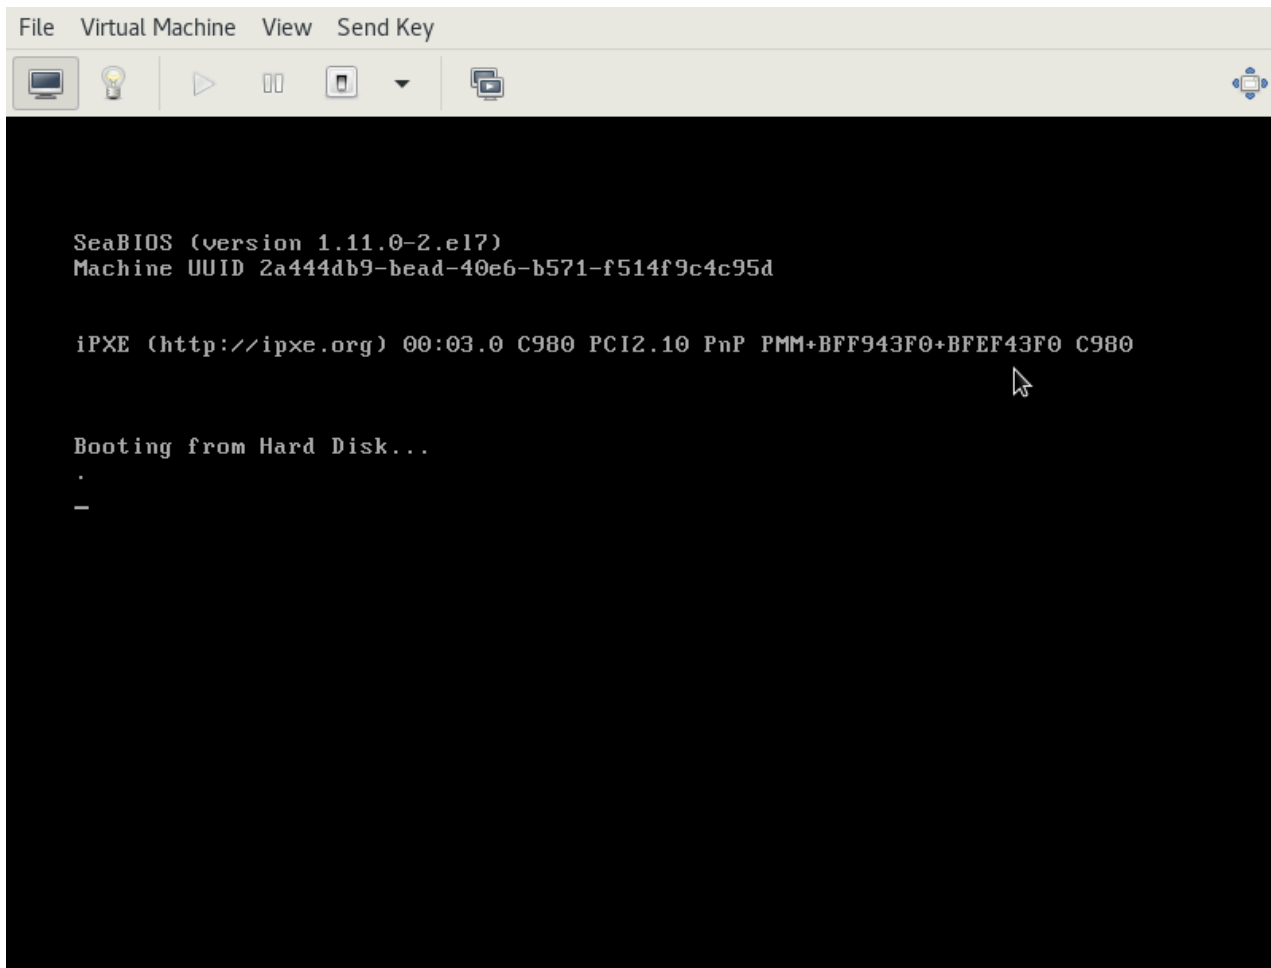 File Virtual Machine View Send Key
SeaBIOS (version 1.11.0-2.el7)
Machine UUID 2a444db9-bead-40e6-b571-f514f9c4c95d
iPXE (http://ipxe.org) 00:03.0 C980 PCI2.10 PnP PMM+BFF943F0+BFEF43F0 C980
Booting from Hard Disk...
.
_